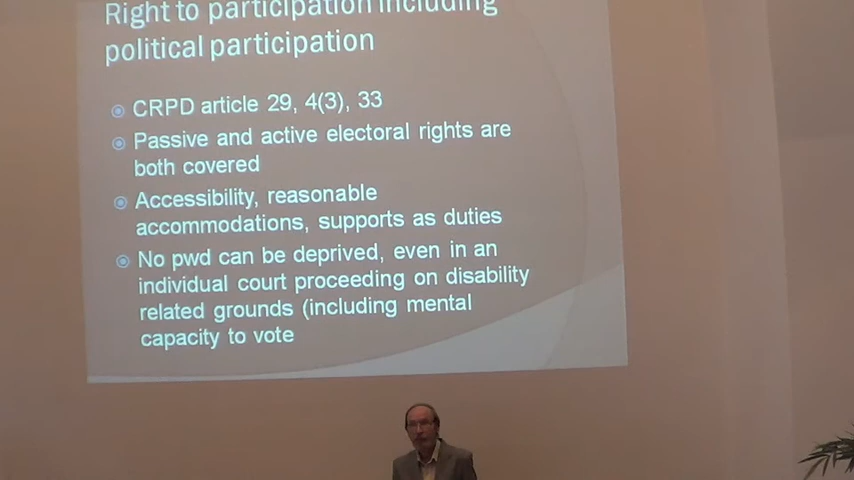 Right to participation including
political participation
CRPD article 29, 4(3), 33
Passive and active electoral rights are
both covered
Accessibility, reasonable
accommodations, supports as duties
No pwd can be deprived, even in an
individual court proceeding on disability
related grounds (including mental
capacity to vote